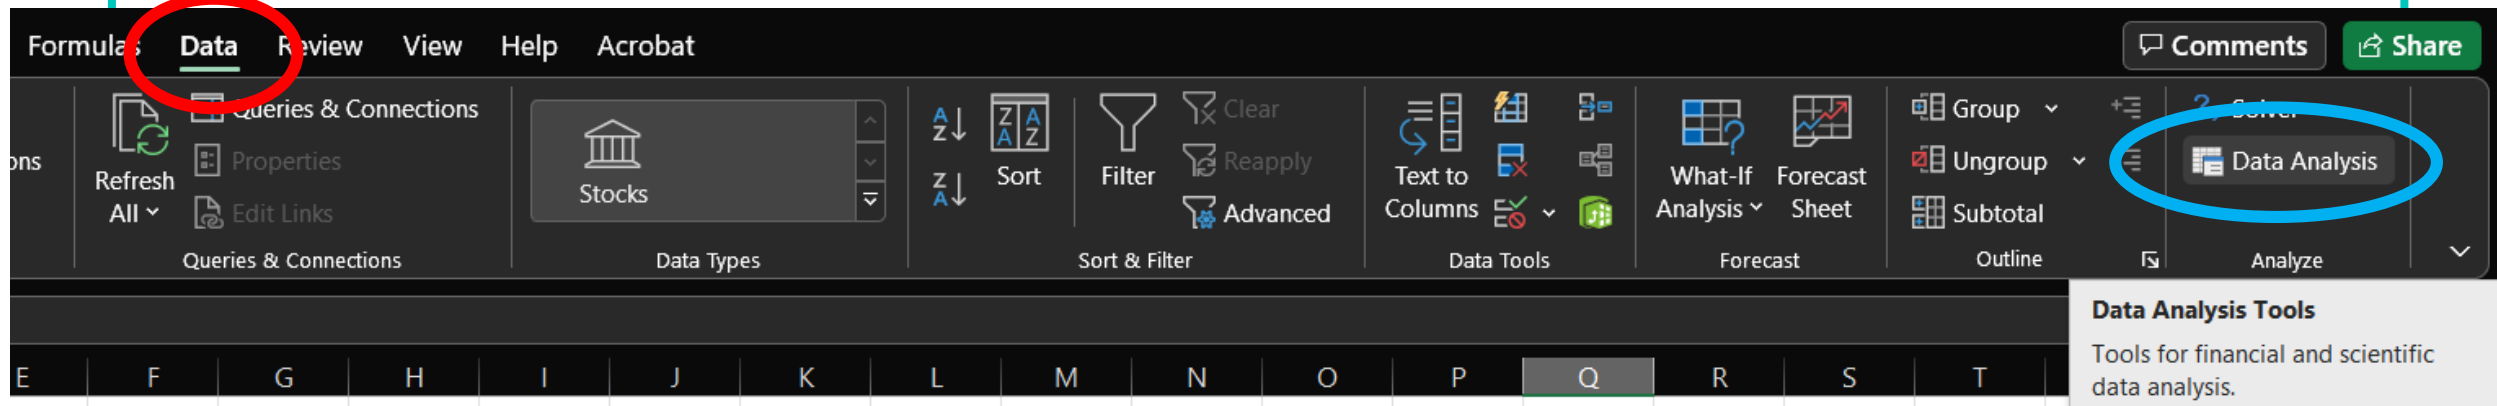 Formulas Data Review View Help Acrobat Comments Share
ons
Refresh
All
Queries & Connections
Properties
Edit Links
Queries & Connections
Stocks
Data Types
Sort
Filter
Clear
Reapply
Advanced
Sort & Filter
Text to
Columns
Data Tools
What-If
Analysis
Forecast
Sheet
Forecast
Group
Ungroup
Subtotal
Outline
Solver
Data Analysis
Analyze
Data Analysis Tools
Tools for financial and scientific
data analysis.
E F G H I J K L M N O P Q R S T